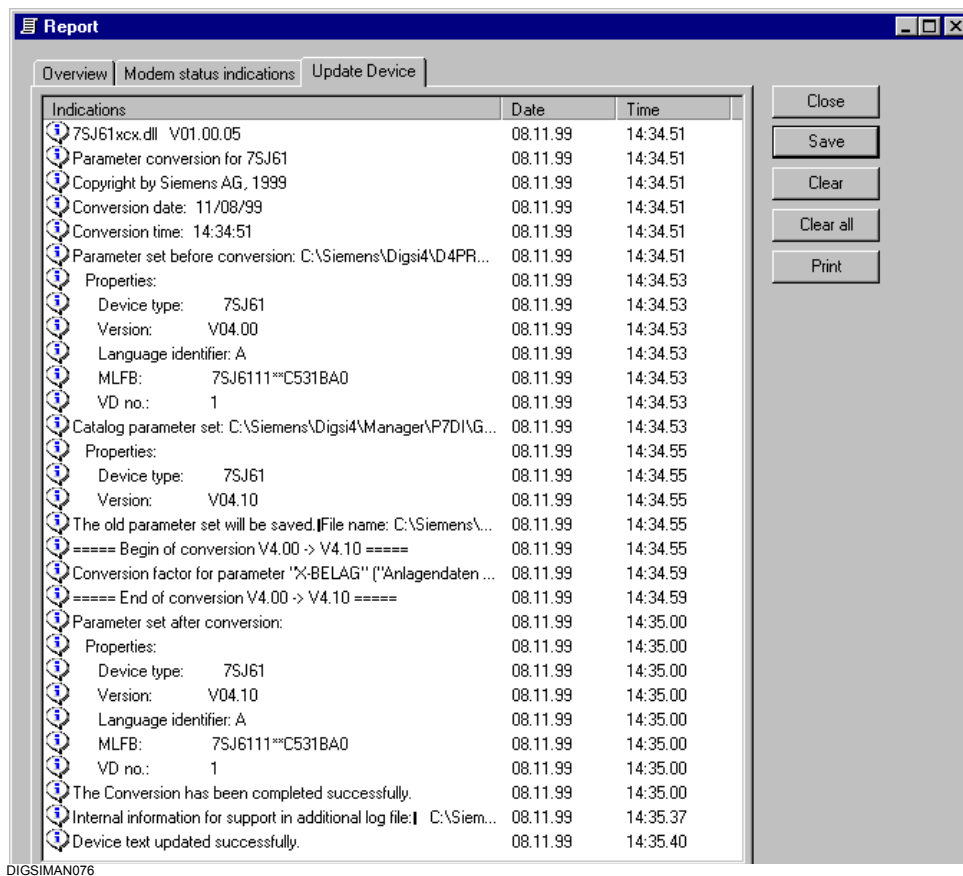 Report
Overview Modem status indications Update Device
Indications Date Time
7SJ61xcx.dll V01.00.05 08.11.99 14:34.51
Parameter conversion for 7SJ61 08.11.99 14:34.51
Copyright by Siemens AG, 1999 08.11.99 14:34.51
Conversion date: 11/08/99 08.11.99 14:34.51
Conversion time: 14:34:51 08.11.99 14:34.51
Parameter set before conversion: C:\Siemens\Digsi4\D4PR... 08.11.99 14:34.51
Properties: 08.11.99 14:34.53
Device type: 7SJ61 08.11.99 14:34.53
Version: V04.00 08.11.99 14:34.53
Language identifier: A 08.11.99 14:34.53
MLFB: 7SJ6111**C531BA0 08.11.99 14:34.53
VD no.: 1 08.11.99 14:34.53
Catalog parameter set: C:\Siemens\Digsi4\Manager\P7DI\G... 08.11.99 14:34.53
Properties: 08.11.99 14:34.55
Device type: 7SJ61 08.11.99 14:34.55
Version: V04.10 08.11.99 14:34.55
The old parameter set will be saved.|File name: C:\Siemens\... 08.11.99 14:34.55
===== Begin of conversion V4.00 -> V4.10 ===== 08.11.99 14:34.55
Conversion factor for parameter "X-BELAG" ("Anlagendaten ... 08.11.99 14:34.59
===== End of conversion V4.00 -> V4.10 ===== 08.11.99 14:34.59
Parameter set after conversion: 08.11.99 14:35.00
Properties: 08.11.99 14:35.00
Device type: 7SJ61 08.11.99 14:35.00
Version: V04.10 08.11.99 14:35.00
Language identifier: A 08.11.99 14:35.00
MLFB: 7SJ6111**C531BA0 08.11.99 14:35.00
VD no.: 1 08.11.99 14:35.00
The Conversion has been completed successfully. 08.11.99 14:35.00
Internal information for support in additional log file:| C:\Siem... 08.11.99 14:35.37
Device text updated successfully. 08.11.99 14:35.40
Close
Save
Clear
Clear all
Print
DIGSIMAN076